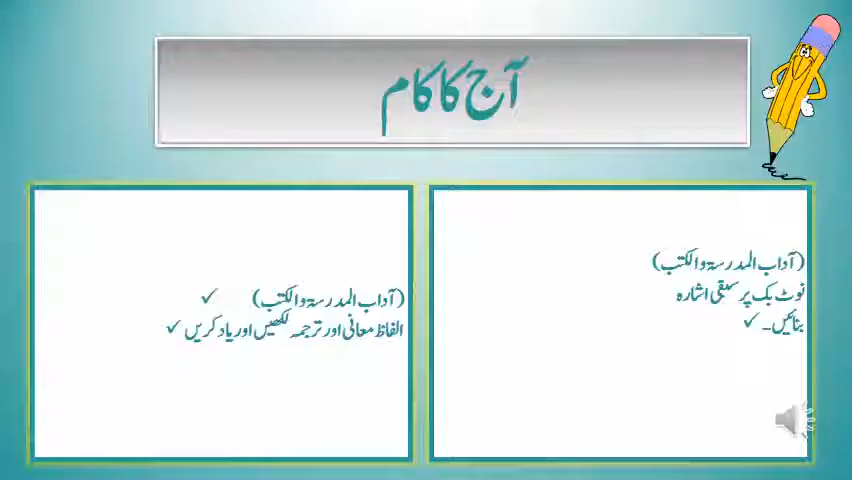 آج کا کام
(آداب المدرسۃ والکتب)
نوٹ بک پر سبقی اشارہ
بنائیں۔ ✓
(آداب المدرسۃ والکتب) ✓
الفاظ معانی اور ترجمہ لکھیں اور یاد کریں ✓